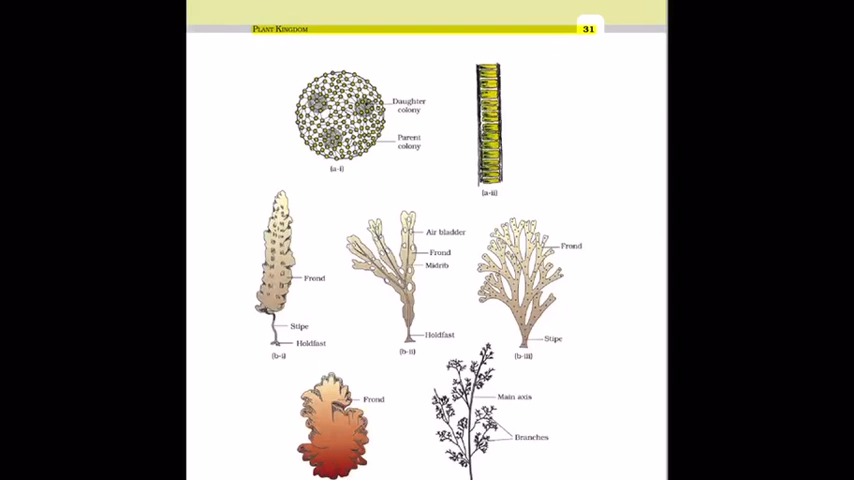 PLANT KINGDOM
31
Daughter
colony
Parent
colony
(a-i)
(a-ii)
Air bladder
Frond
Midrib
Frond
Frond
Stipe
Holdfast
(b-i)
Holdfast
(b-ii)
Stipe
(b-iii)
Frond
Main axis
Branches